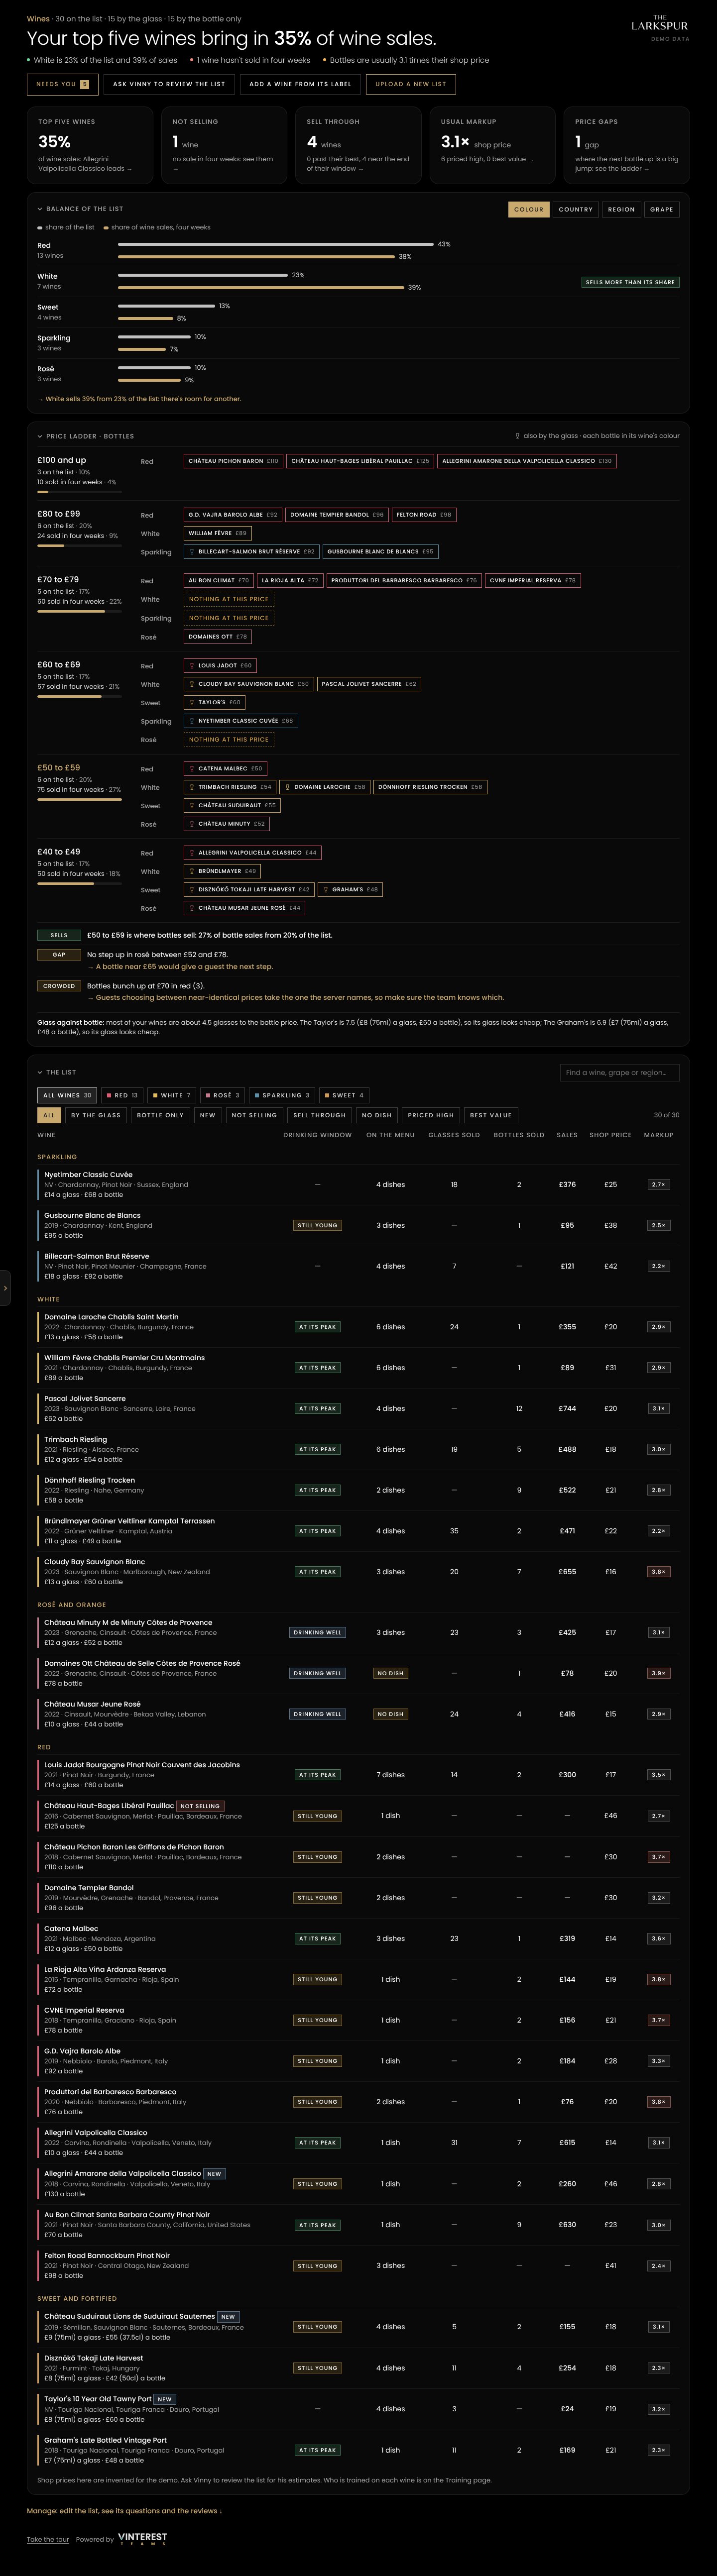 Wines · 30 on the list · 15 by the glass · 15 by the bottle only
THE
LARKSPUR
DEMO DATA
Your top five wines bring in 35% of wine sales.
White is 23% of the list and 39% of sales
1 wine hasn't sold in four weeks
Bottles are usually 3.1 times their shop price
NEEDS YOU 5
ASK VINNY TO REVIEW THE LIST
ADD A WINE FROM ITS LABEL
UPLOAD A NEW LIST
TOP FIVE WINES
35%
of wine sales: Allegrini
Valpolicella Classico leads →
NOT SELLING
1 wine
no sale in four weeks: see them
→
SELL THROUGH
4 wines
0 past their best, 4 near the end
of their window →
USUAL MARKUP
3.1× shop price
6 priced high, 0 best value →
PRICE GAPS
1 gap
where the next bottle up is a big
jump: see the ladder →
BALANCE OF THE LIST
COLOUR
COUNTRY
REGION
GRAPE
share of the list
share of wine sales, four weeks
Red
13 wines
43%
38%
White
7 wines
23%
39%
SELLS MORE THAN ITS SHARE
Sweet
4 wines
13%
8%
Sparkling
3 wines
10%
7%
Rosé
3 wines
10%
9%
→ White sells 39% from 23% of the list: there's room for another.
PRICE LADDER · BOTTLES
also by the glass · each bottle in its wine's colour
£100 and up
3 on the list · 10%
10 sold in four weeks · 4%
Red
CHÂTEAU PICHON BARON £110
CHÂTEAU HAUT-BAGES LIBÉRAL PAUILLAC £125
ALLEGRINI AMARONE DELLA VALPOLICELLA CLASSICO £130
£80 to £99
6 on the list · 20%
24 sold in four weeks · 9%
Red
G.D. VAJRA BAROLO ALBE £92
DOMAINE TEMPIER BANDOL £96
FELTON ROAD £98
White
WILLIAM FÈVRE £89
Sparkling
BILLECART-SALMON BRUT RÉSERVE £92
GUSBOURNE BLANC DE BLANCS £95
£70 to £79
5 on the list · 17%
60 sold in four weeks · 22%
Red
AU BON CLIMAT £70
LA RIOJA ALTA £72
PRODUTTORI DEL BARBARESCO BARBARESCO £76
CVNE IMPERIAL RESERVA £78
White
NOTHING AT THIS PRICE
Sparkling
NOTHING AT THIS PRICE
Rosé
DOMAINES OTT £78
£60 to £69
5 on the list · 17%
57 sold in four weeks · 21%
Red
LOUIS JADOT £60
White
CLOUDY BAY SAUVIGNON BLANC £60
PASCAL JOLIVET SANCERRE £62
Sweet
TAYLOR'S £60
Sparkling
NYETIMBER CLASSIC CUVÉE £68
Rosé
NOTHING AT THIS PRICE
£50 to £59
6 on the list · 20%
75 sold in four weeks · 27%
Red
CATENA MALBEC £50
White
TRIMBACH RIESLING £54
DOMAINE LAROCHE £58
DÖNNHOFF RIESLING TROCKEN £58
Sweet
CHÂTEAU SUDUIRAUT £55
Rosé
CHÂTEAU MINUTY £52
£40 to £49
5 on the list · 17%
50 sold in four weeks · 18%
Red
ALLEGRINI VALPOLICELLA CLASSICO £44
White
BRÜNDLMAYER £49
Sweet
DISZNÓKŐ TOKAJI LATE HARVEST £42
GRAHAM'S £48
Rosé
CHÂTEAU MUSAR JEUNE ROSÉ £44
SELLS
£50 to £59 is where bottles sell: 27% of bottle sales from 20% of the list.
GAP
No step up in rosé between £52 and £78.
→ A bottle near £65 would give a guest the next step.
CROWDED
Bottles bunch up at £70 in red (3).
→ Guests choosing between near-identical prices take the one the server names, so make sure the team knows which.
Glass against bottle: most of your wines are about 4.5 glasses to the bottle price. The Taylor's is 7.5 (£8 (75ml) a glass, £60 a bottle), so its glass looks cheap; The Graham's is 6.9 (£7 (75ml) a glass,
£48 a bottle), so its glass looks cheap.
THE LIST
Find a wine, grape or region...
ALL WINES 30
RED 13
WHITE 7
ROSÉ 3
SPARKLING 3
SWEET 4
ALL
BY THE GLASS
BOTTLE ONLY
NEW
NOT SELLING
SELL THROUGH
NO DISH
PRICED HIGH
BEST VALUE
30 of 30
WINE DRINKING WINDOW ON THE MENU GLASSES SOLD BOTTLES SOLD SALES SHOP PRICE MARKUP
SPARKLING
Nyetimber Classic Cuvée
NV · Chardonnay, Pinot Noir · Sussex, England
£14 a glass · £68 a bottle
— 4 dishes 18 2 £376 £25 2.7×
Gusbourne Blanc de Blancs
2019 · Chardonnay · Kent, England
£95 a bottle
STILL YOUNG 3 dishes — 1 £95 £38 2.5×
Billecart-Salmon Brut Réserve
NV · Pinot Noir, Pinot Meunier · Champagne, France
£18 a glass · £92 a bottle
— 4 dishes 7 — £121 £42 2.2×
WHITE
Domaine Laroche Chablis Saint Martin
2022 · Chardonnay · Chablis, Burgundy, France
£13 a glass · £58 a bottle
AT ITS PEAK 6 dishes 24 1 £355 £20 2.9×
William Fèvre Chablis Premier Cru Montmains
2021 · Chardonnay · Chablis, Burgundy, France
£89 a bottle
AT ITS PEAK 6 dishes — 1 £89 £31 2.9×
Pascal Jolivet Sancerre
2023 · Sauvignon Blanc · Sancerre, Loire, France
£62 a bottle
AT ITS PEAK 4 dishes — 12 £744 £20 3.1×
Trimbach Riesling
2021 · Riesling · Alsace, France
£12 a glass · £54 a bottle
AT ITS PEAK 6 dishes 19 5 £488 £18 3.0×
Dönnhoff Riesling Trocken
2022 · Riesling · Nahe, Germany
£58 a bottle
AT ITS PEAK 2 dishes — 9 £522 £21 2.8×
Bründlmayer Grüner Veltliner Kamptal Terrassen
2022 · Grüner Veltliner · Kamptal, Austria
£11 a glass · £49 a bottle
AT ITS PEAK 4 dishes 35 2 £471 £22 2.2×
Cloudy Bay Sauvignon Blanc
2023 · Sauvignon Blanc · Marlborough, New Zealand
£13 a glass · £60 a bottle
AT ITS PEAK 3 dishes 20 7 £655 £16 3.8×
ROSÉ AND ORANGE
Château Minuty M de Minuty Côtes de Provence
2023 · Grenache, Cinsault · Côtes de Provence, France
£12 a glass · £52 a bottle
DRINKING WELL 3 dishes 23 3 £425 £17 3.1×
Domaines Ott Château de Selle Côtes de Provence Rosé
2022 · Grenache, Cinsault · Côtes de Provence, France
£78 a bottle
DRINKING WELL NO DISH — 1 £78 £20 3.9×
Château Musar Jeune Rosé
2022 · Cinsault, Mourvèdre · Bekaa Valley, Lebanon
£10 a glass · £44 a bottle
DRINKING WELL NO DISH 24 4 £416 £15 2.9×
RED
Louis Jadot Bourgogne Pinot Noir Couvent des Jacobins
2021 · Pinot Noir · Burgundy, France
£14 a glass · £60 a bottle
AT ITS PEAK 7 dishes 14 2 £300 £17 3.5×
Château Haut-Bages Libéral Pauillac NOT SELLING
2016 · Cabernet Sauvignon, Merlot · Pauillac, Bordeaux, France
£125 a bottle
STILL YOUNG 1 dish — — — £46 2.7×
Château Pichon Baron Les Griffons de Pichon Baron
2018 · Cabernet Sauvignon, Merlot · Pauillac, Bordeaux, France
£110 a bottle
STILL YOUNG 2 dishes — — — £30 3.7×
Domaine Tempier Bandol
2019 · Mourvèdre, Grenache · Bandol, Provence, France
£96 a bottle
STILL YOUNG 2 dishes — — — £30 3.2×
Catena Malbec
2021 · Malbec · Mendoza, Argentina
£12 a glass · £50 a bottle
AT ITS PEAK 3 dishes 23 1 £319 £14 3.6×
La Rioja Alta Viña Ardanza Reserva
2015 · Tempranillo, Garnacha · Rioja, Spain
£72 a bottle
STILL YOUNG 1 dish — 2 £144 £19 3.8×
CVNE Imperial Reserva
2018 · Tempranillo, Graciano · Rioja, Spain
£78 a bottle
STILL YOUNG 1 dish — 2 £156 £21 3.7×
G.D. Vajra Barolo Albe
2019 · Nebbiolo · Barolo, Piedmont, Italy
£92 a bottle
STILL YOUNG 1 dish — 2 £184 £28 3.3×
Produttori del Barbaresco Barbaresco
2020 · Nebbiolo · Barbaresco, Piedmont, Italy
£76 a bottle
STILL YOUNG 2 dishes — 1 £76 £20 3.8×
Allegrini Valpolicella Classico
2022 · Corvina, Rondinella · Valpolicella, Veneto, Italy
£10 a glass · £44 a bottle
AT ITS PEAK 1 dish 31 7 £615 £14 3.1×
Allegrini Amarone della Valpolicella Classico NEW
2018 · Corvina, Rondinella · Valpolicella, Veneto, Italy
£130 a bottle
STILL YOUNG 1 dish — 2 £260 £46 2.8×
Au Bon Climat Santa Barbara County Pinot Noir
2021 · Pinot Noir · Santa Barbara County, California, United States
£70 a bottle
AT ITS PEAK 1 dish — 9 £630 £23 3.0×
Felton Road Bannockburn Pinot Noir
2021 · Pinot Noir · Central Otago, New Zealand
£98 a bottle
STILL YOUNG 3 dishes — — — £41 2.4×
SWEET AND FORTIFIED
Château Suduiraut Lions de Suduiraut Sauternes NEW
2019 · Sémillon, Sauvignon Blanc · Sauternes, Bordeaux, France
£9 (75ml) a glass · £55 (37.5cl) a bottle
STILL YOUNG 4 dishes 5 2 £155 £18 3.1×
Disznókő Tokaji Late Harvest
2021 · Furmint · Tokaj, Hungary
£8 (75ml) a glass · £42 (50cl) a bottle
STILL YOUNG 4 dishes 11 4 £254 £18 2.3×
Taylor's 10 Year Old Tawny Port NEW
NV · Touriga Nacional, Touriga Franca · Douro, Portugal
£8 (75ml) a glass · £60 a bottle
— 4 dishes 3 — £24 £19 3.2×
Graham's Late Bottled Vintage Port
2018 · Touriga Nacional, Touriga Franca · Douro, Portugal
£7 (75ml) a glass · £48 a bottle
AT ITS PEAK 1 dish 11 2 £169 £21 2.3×
Shop prices here are invented for the demo. Ask Vinny to review the list for his estimates. Who is trained on each wine is on the Training page.
Manage: edit the list, see its questions and the reviews ↓
Take the tour
Powered by
VINTEREST
TEAMS